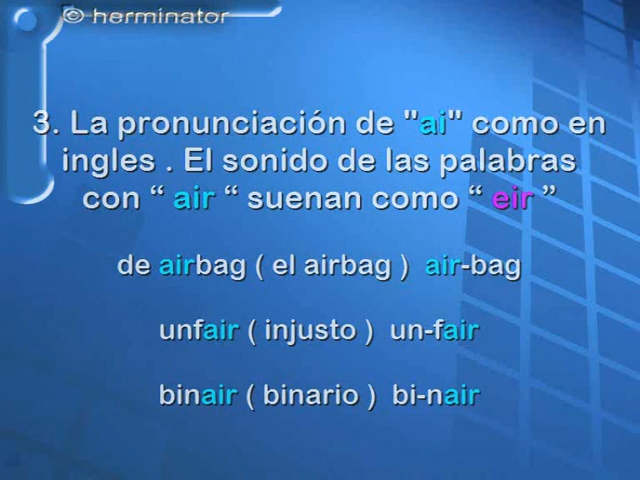 © herminator
3. La pronunciación de "ai" como en
ingles . El sonido de las palabras
con “ air “ suenan como “ eir ”
de airbag ( el airbag ) air-bag
unfair ( injusto ) un-fair
binair ( binario ) bi-nair